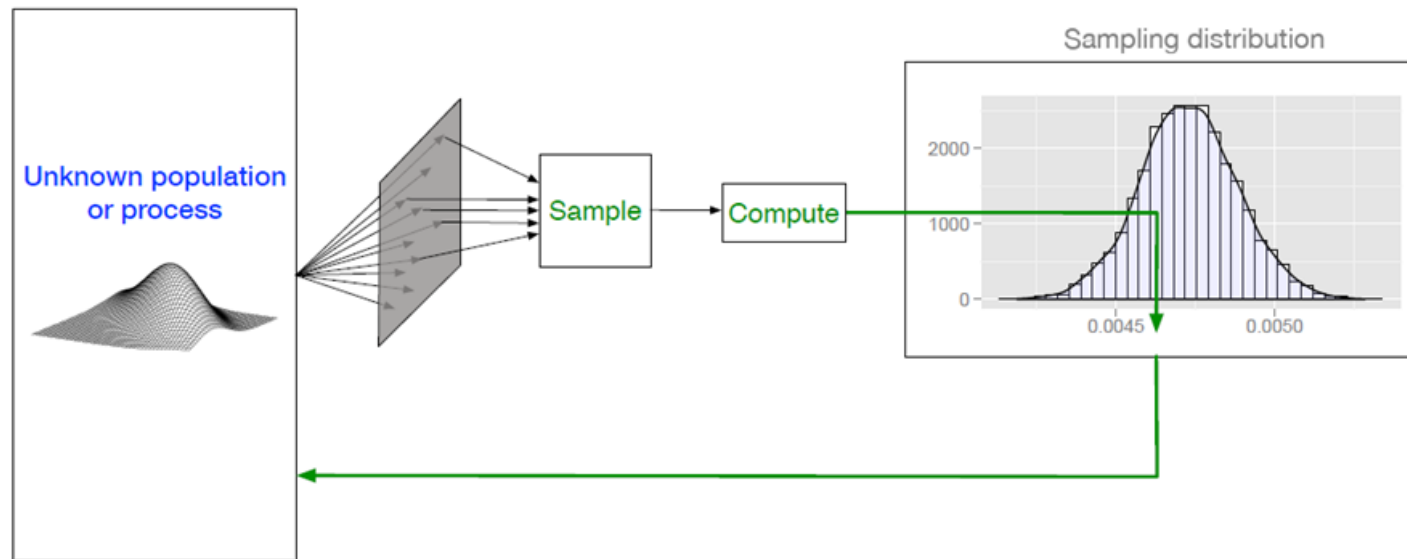 Sampling distribution
Unknown population
or process
Sample
Compute
2000
1000
0
0.0045
0.0050